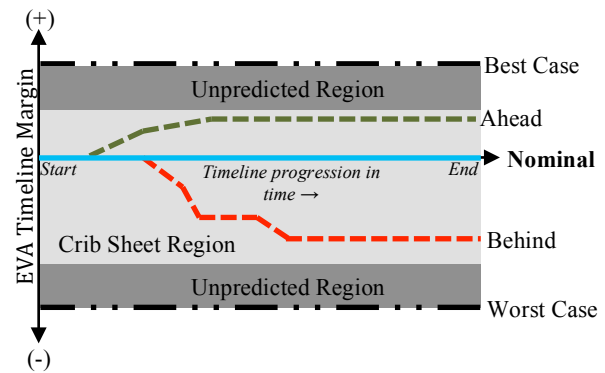 (+)
Best Case
Unpredicted Region
Ahead
Nominal
Start
Timeline progression in
time →
End
Crib Sheet Region
Behind
Unpredicted Region
Worst Case
(-)
EVA Timeline Margin